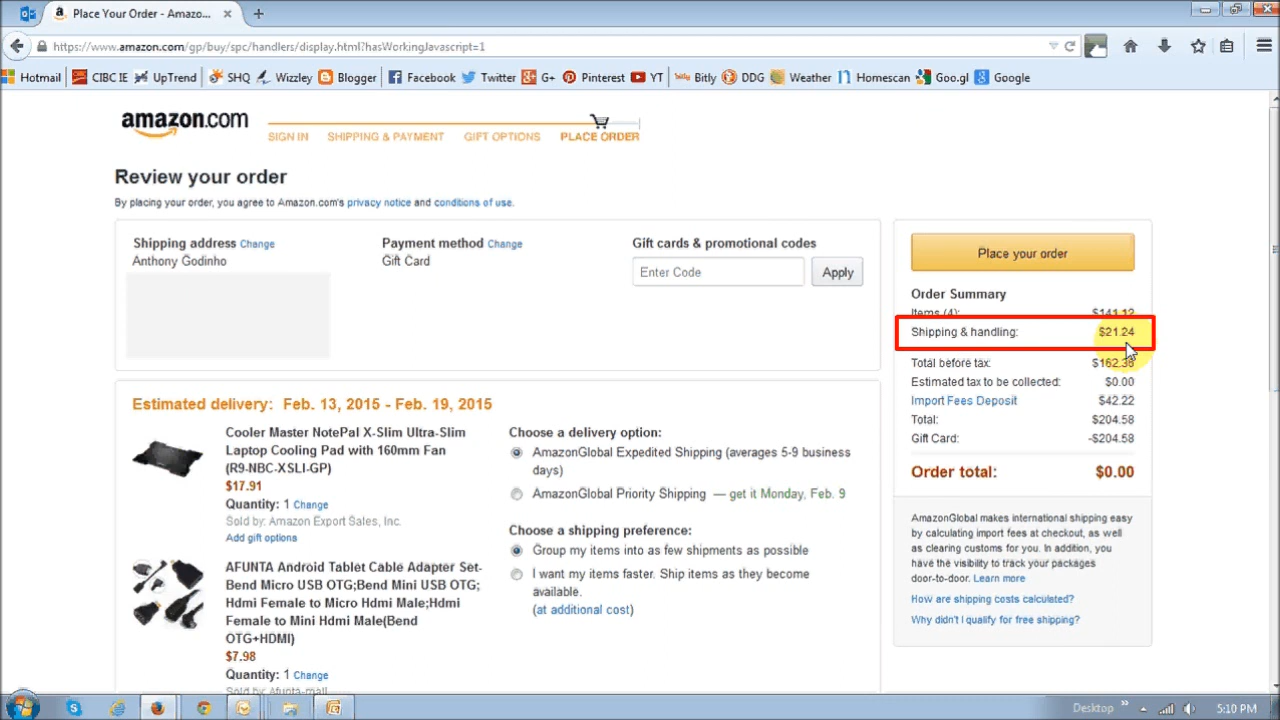 Place Your Order - Amazo...
https://www.amazon.com/gp/buy/spc/handlers/display.html?hasWorkingJavascript=1
Hotmail CIBC IE UpTrend SHQ Wizzley Blogger Facebook Twitter G+ Pinterest YT Bitly DDG Weather Homescan Goo.gl Google
amazon.com
SIGN IN SHIPPING & PAYMENT GIFT OPTIONS PLACE ORDER
Review your order
By placing your order, you agree to Amazon.com's privacy notice and conditions of use.
Shipping address Change
Anthony Godinho
Payment method Change
Gift Card
Gift cards & promotional codes
Enter Code Apply
Place your order
Order Summary
Items (4): $141.12
Shipping & handling: $21.24
Total before tax: $162.36
Estimated tax to be collected: $0.00
Import Fees Deposit $42.22
Total: $204.58
Gift Card: -$204.58
Order total: $0.00
AmazonGlobal makes international shipping easy
by calculating import fees at checkout, as well
as clearing customs for you. In addition, you
have the visibility to track your packages
door-to-door. Learn more
How are shipping costs calculated?
Why didn't I qualify for free shipping?
Estimated delivery: Feb. 13, 2015 - Feb. 19, 2015
Cooler Master NotePal X-Slim Ultra-Slim
Laptop Cooling Pad with 160mm Fan
(R9-NBC-XSLI-GP)
$17.91
Quantity: 1 Change
Sold by: Amazon Export Sales, Inc.
Add gift options
AFUNTA Android Tablet Cable Adapter Set-
Bend Micro USB OTG;Bend Mini USB OTG;
Hdmi Female to Micro Hdmi Male;Hdmi
Female to Mini Hdmi Male(Bend
OTG+HDMI)
$7.98
Quantity: 1 Change
Sold by: Afunta-mall
Choose a delivery option:
AmazonGlobal Expedited Shipping (averages 5-9 business
days)
AmazonGlobal Priority Shipping — get it Monday, Feb. 9
Choose a shipping preference:
Group my items into as few shipments as possible
I want my items faster. Ship items as they become
available.
(at additional cost)
Desktop 5:10 PM